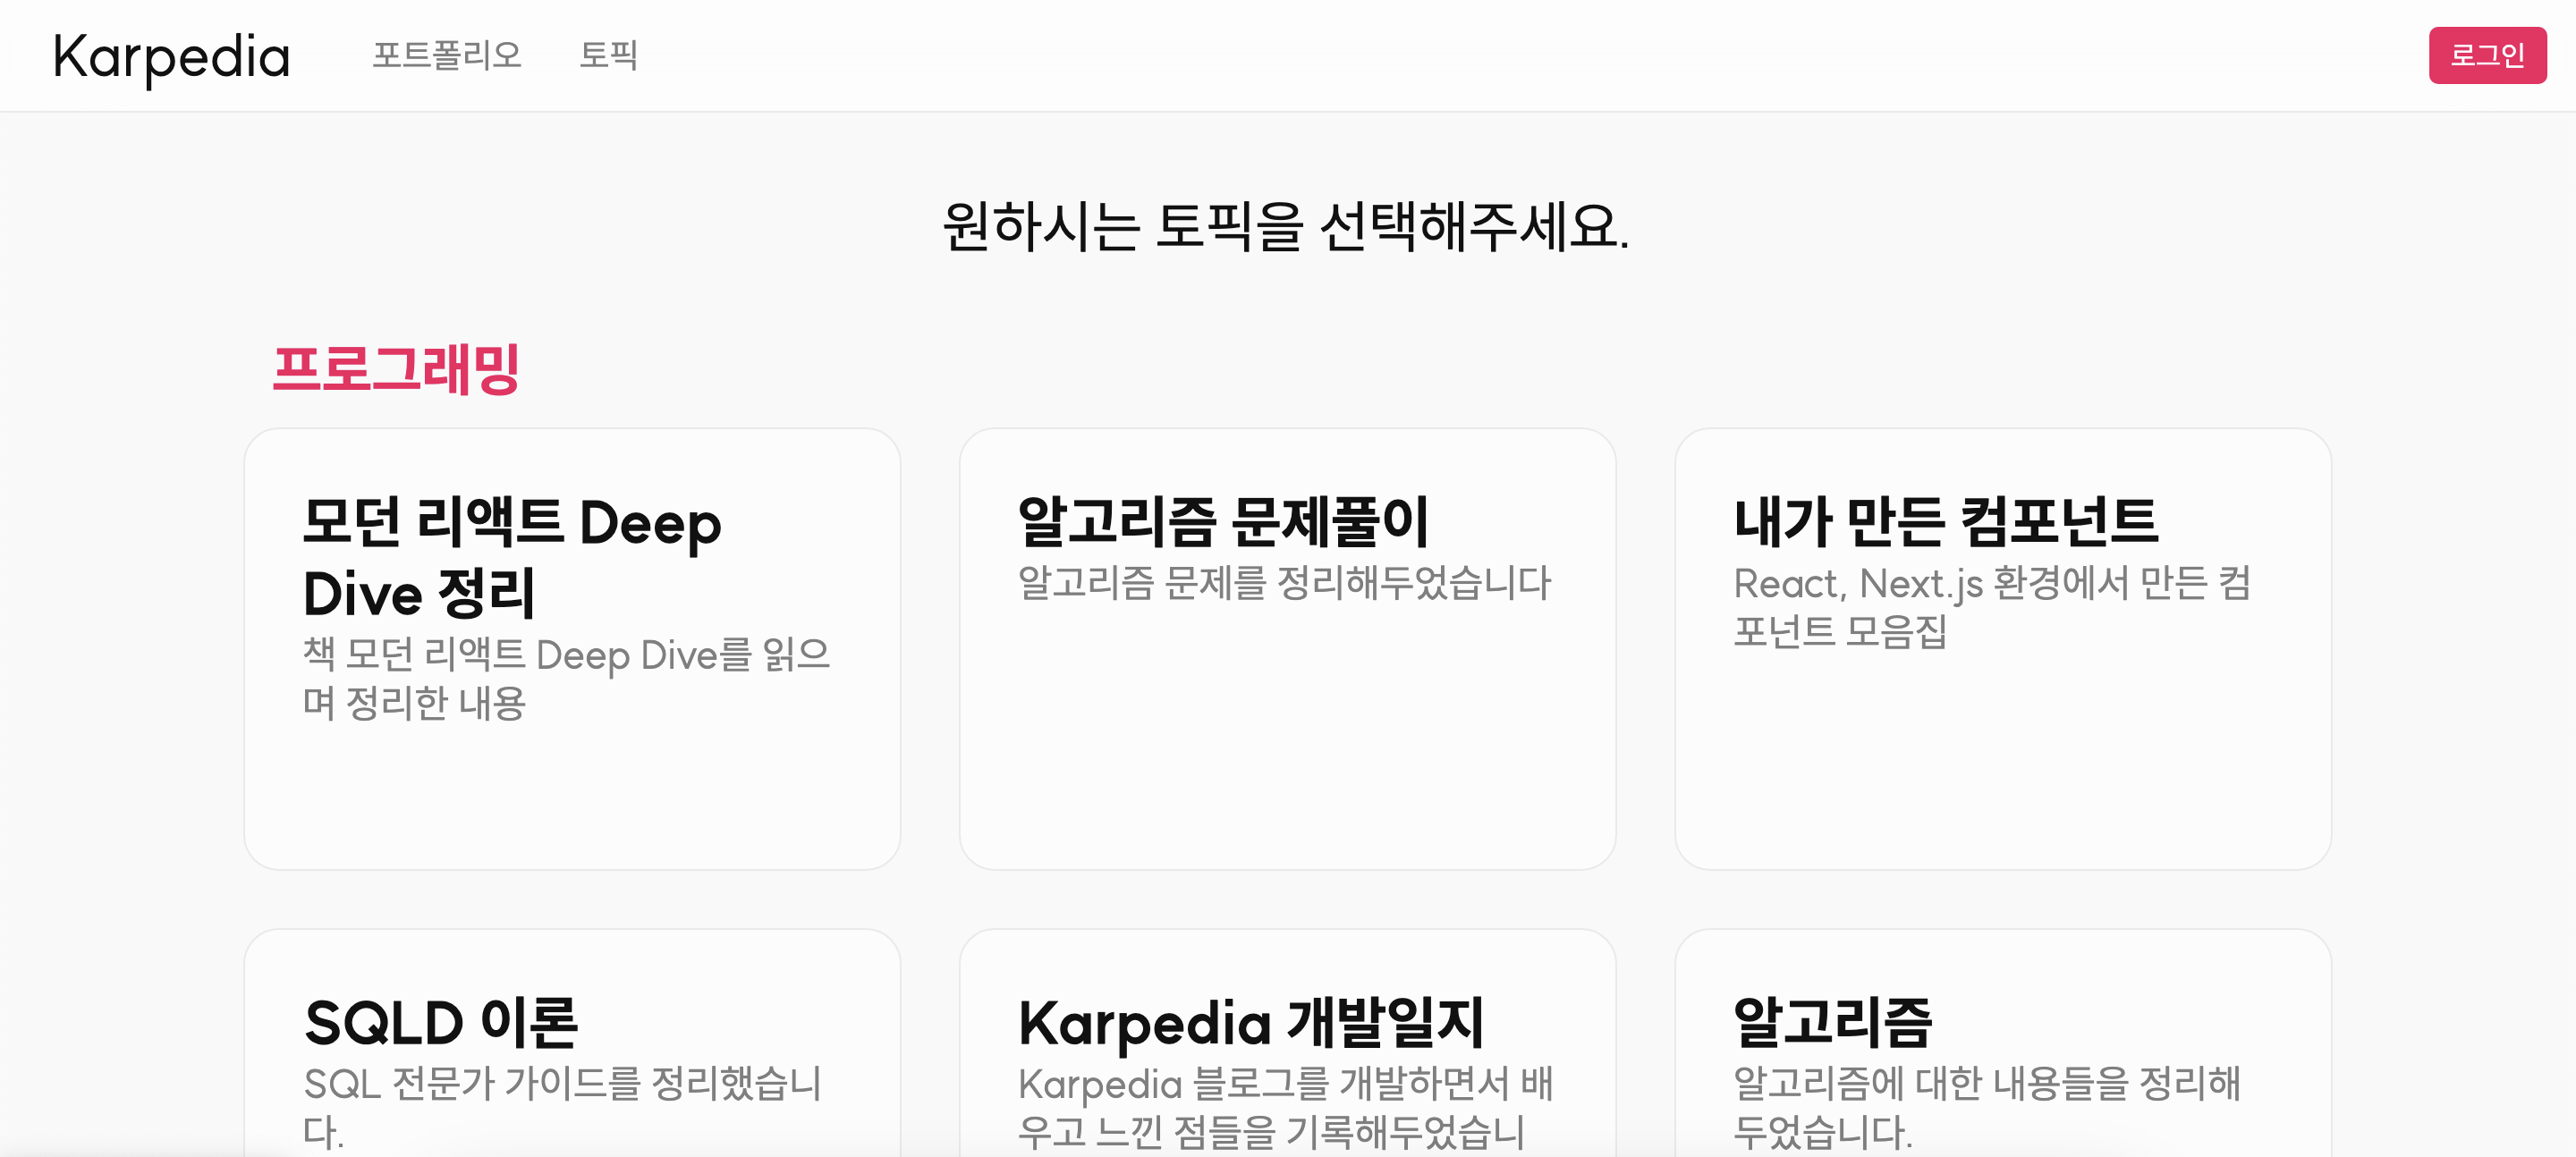 Karpedia 포트폴리오 토픽 로그인
원하시는 토픽을 선택해주세요.
프로그래밍
모던 리액트 Deep
Dive 정리
책 모던 리액트 Deep Dive를 읽으
며 정리한 내용
알고리즘 문제풀이
알고리즘 문제를 정리해두었습니다
내가 만든 컴포넌트
React, Next.js 환경에서 만든 컴
포넌트 모음집
SQLD 이론
SQL 전문가 가이드를 정리했습니
다.
Karpedia 개발일지
Karpedia 블로그를 개발하면서 배
우고 느낀 점들을 기록해두었습니
알고리즘
알고리즘에 대한 내용들을 정리해
두었습니다.